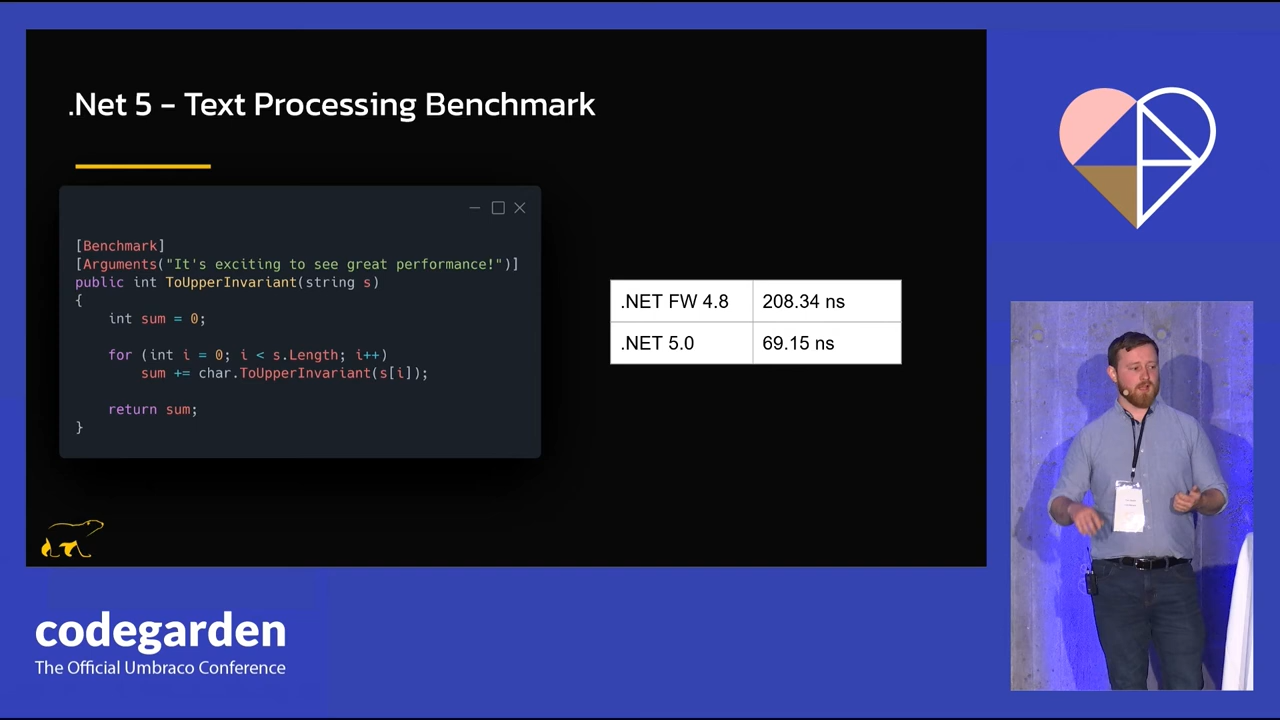 .Net 5 – Text Processing Benchmark
[Benchmark]
[Arguments("It's exciting to see great performance!")]
public int ToUpperInvariant(string s)
{
int sum = 0;
for (int i = 0; i < s.Length; i++)
sum += char.ToUpperInvariant(s[i]);
return sum;
}
.NET FW 4.8 208.34 ns
.NET 5.0 69.15 ns
codegarden
The Official Umbraco Conference